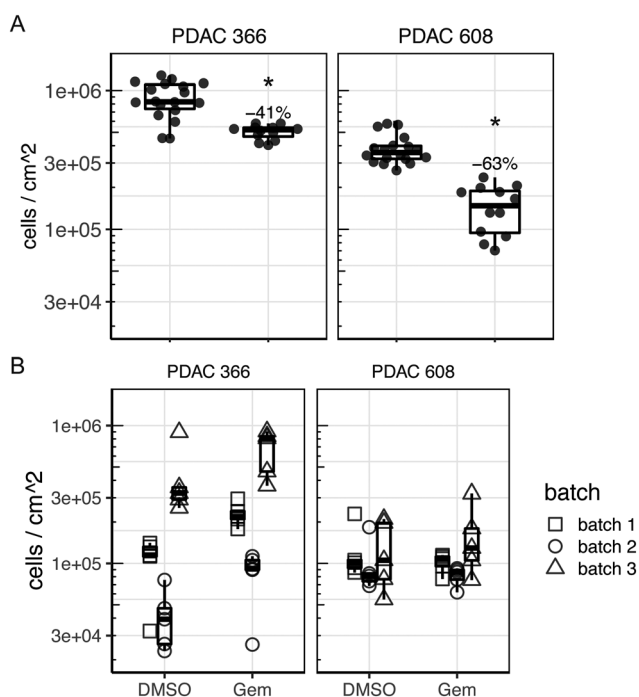 A
PDAC 366
PDAC 608
cells / cm^2
1e+06
3e+05
1e+05
3e+04
*
−41%
*
−63%
B
PDAC 366
PDAC 608
cells / cm^2
1e+06
3e+05
1e+05
3e+04
DMSO
Gem
DMSO
Gem
batch
batch 1
batch 2
batch 3